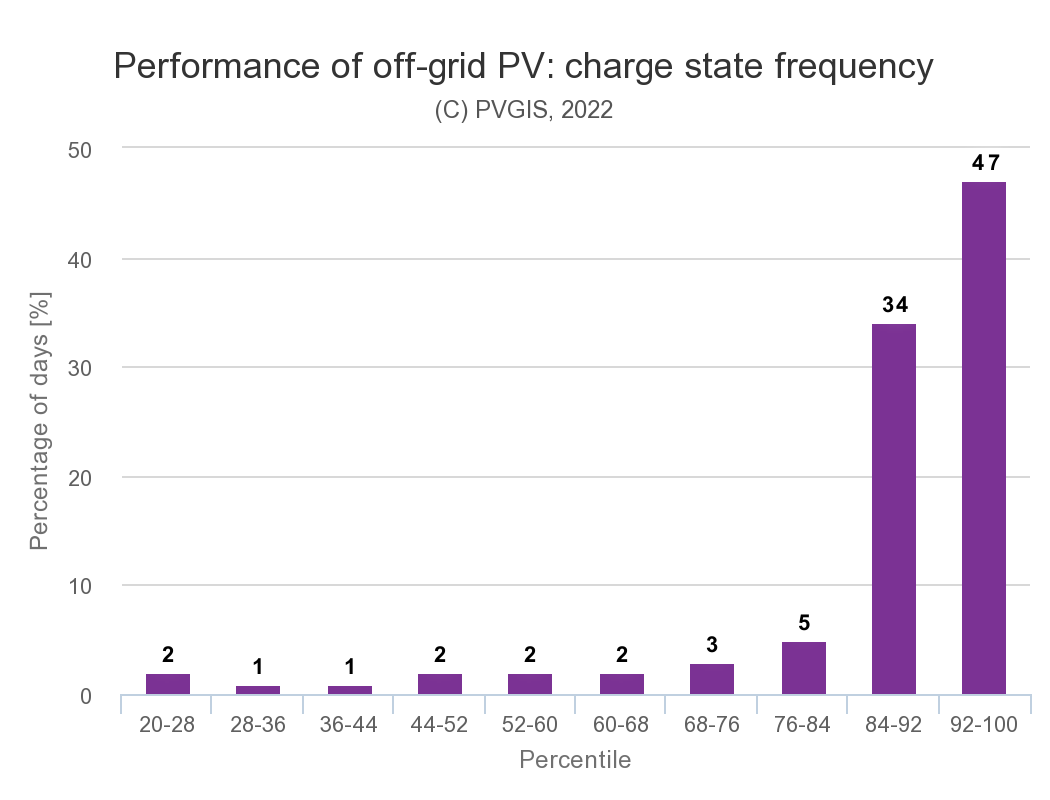 Performance of off-grid PV: charge state frequency
(C) PVGIS, 2022
Percentage of days [%]
50
40
30
20
10
0
2 1 1 2 2 2 3 5 34 47
20-28 28-36 36-44 44-52 52-60 60-68 68-76 76-84 84-92 92-100
Percentile